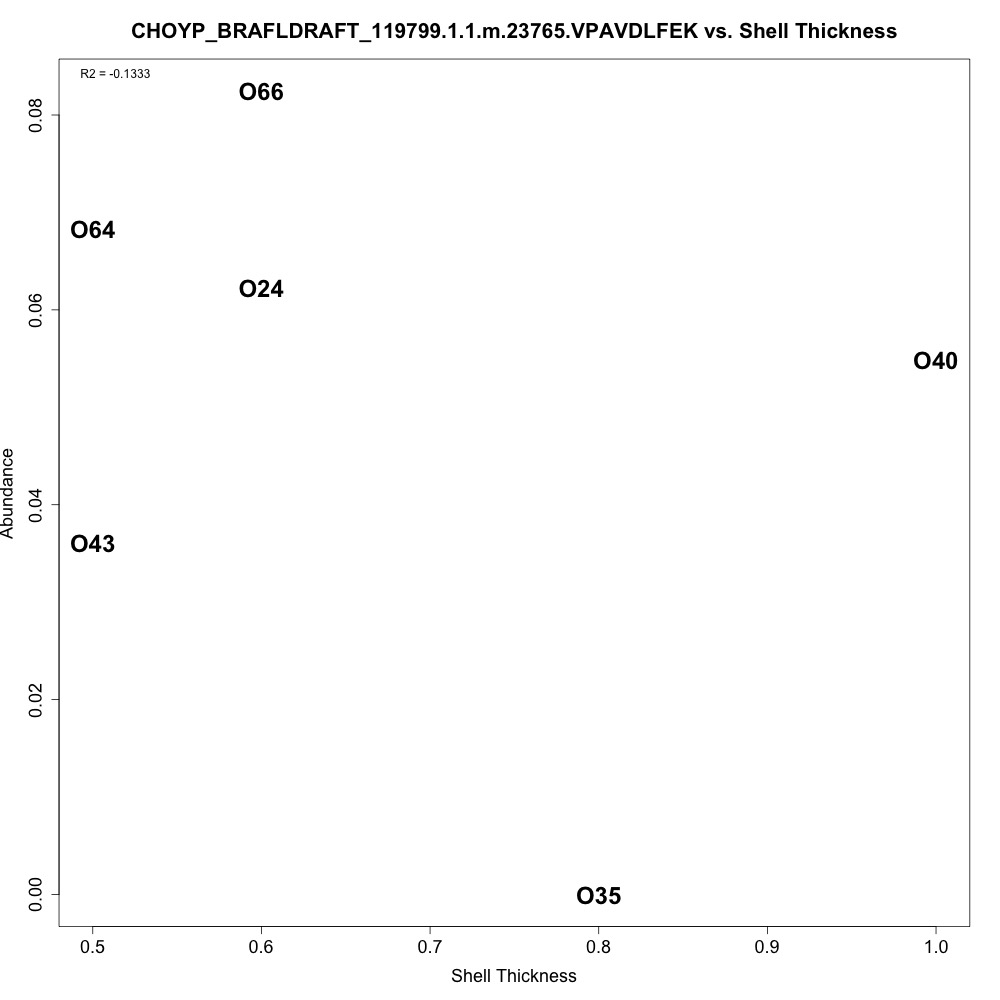 CHOYP_BRAFLDRAFT_119799.1.1.m.23765.VPAVDLFEK vs. Shell Thickness
R2 = -0.1333
O66
0.08
O64
O24
0.06
O40
Abundance
0.04
O43
0.02
0.00
O35
0.5 0.6 0.7 0.8 0.9 1.0
Shell Thickness